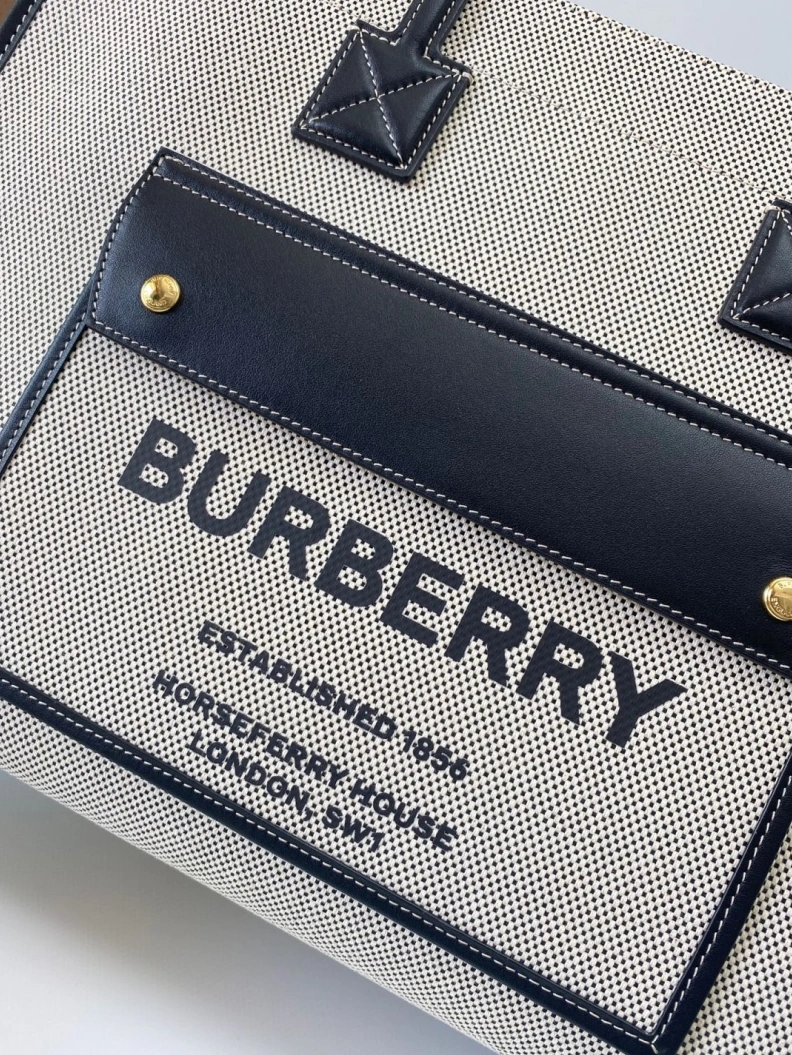 BURBERRY
ESTABLISHED 1856
HORSEFERRY HOUSE
LONDON, SW1